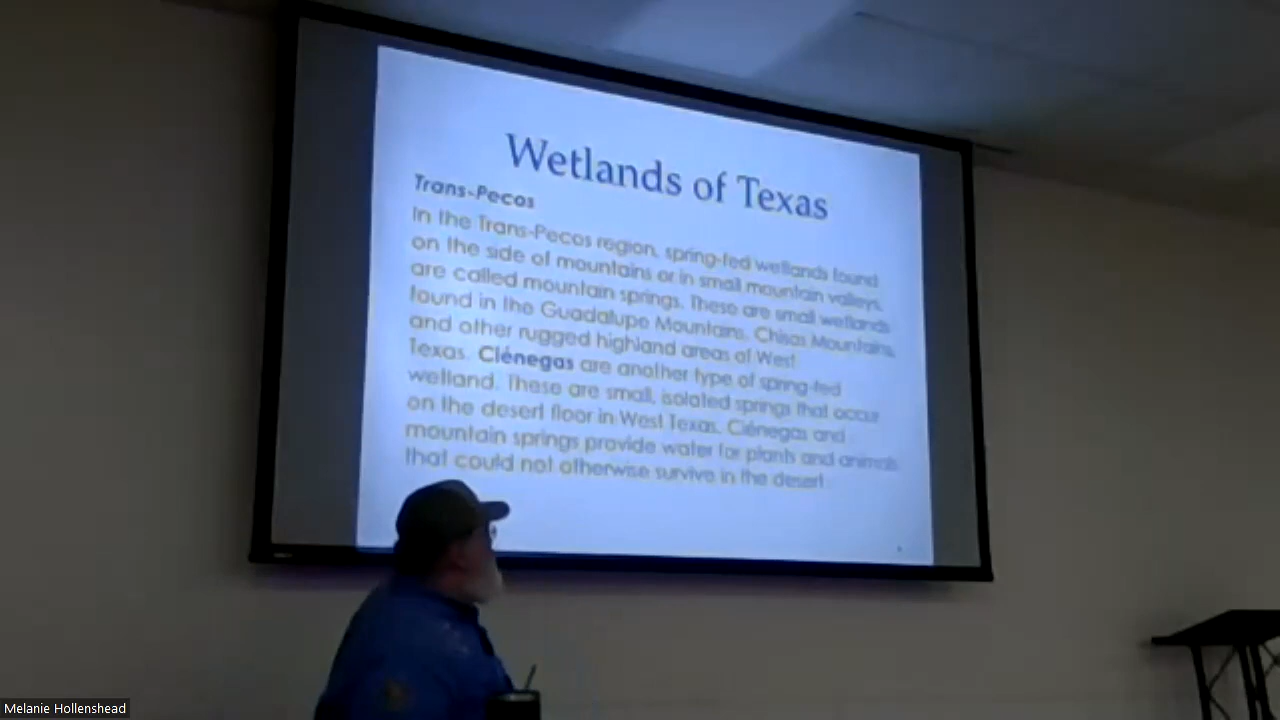 Wetlands of Texas
Trans-Pecos
In the Trans-Pecos region, spring-fed wetlands found
on the side of mountains or in small mountain valleys,
are called mountain springs. These are small wetlands
found in the Guadalupe Mountains, Chisos Mountains,
and other rugged highland areas of West
Texas. Ciénegas are another type of spring-fed
wetland. These are small, isolated springs that occur
on the desert floor in West Texas. Ciénegas and
mountain springs provide water for plants and animals
that could not otherwise survive in the desert
Melanie Hollenshead